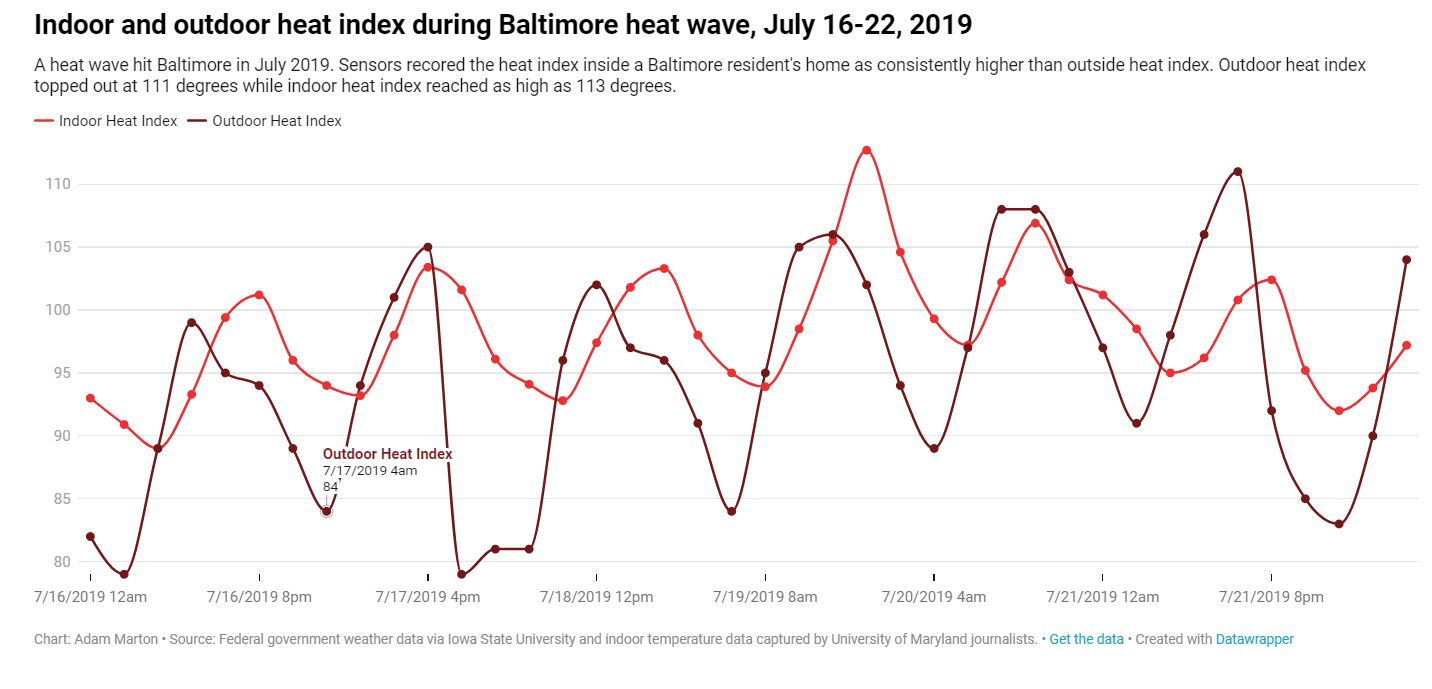 Indoor and outdoor heat index during Baltimore heat wave, July 16-22, 2019
A heat wave hit Baltimore in July 2019. Sensors recored the heat index inside a Baltimore resident's home as consistently higher than outside heat index. Outdoor heat index
topped out at 111 degrees while indoor heat index reached as high as 113 degrees.
Indoor Heat Index Outdoor Heat Index
110
105
100
95
90
85
80
Outdoor Heat Index
7/17/2019 4am
84
7/16/2019 12am 7/16/2019 8pm 7/17/2019 4pm 7/18/2019 12pm 7/19/2019 8am 7/20/2019 4am 7/21/2019 12am 7/21/2019 8pm
Chart: Adam Marton • Source: Federal government weather data via Iowa State University and indoor temperature data captured by University of Maryland journalists. • Get the data • Created with Datawrapper